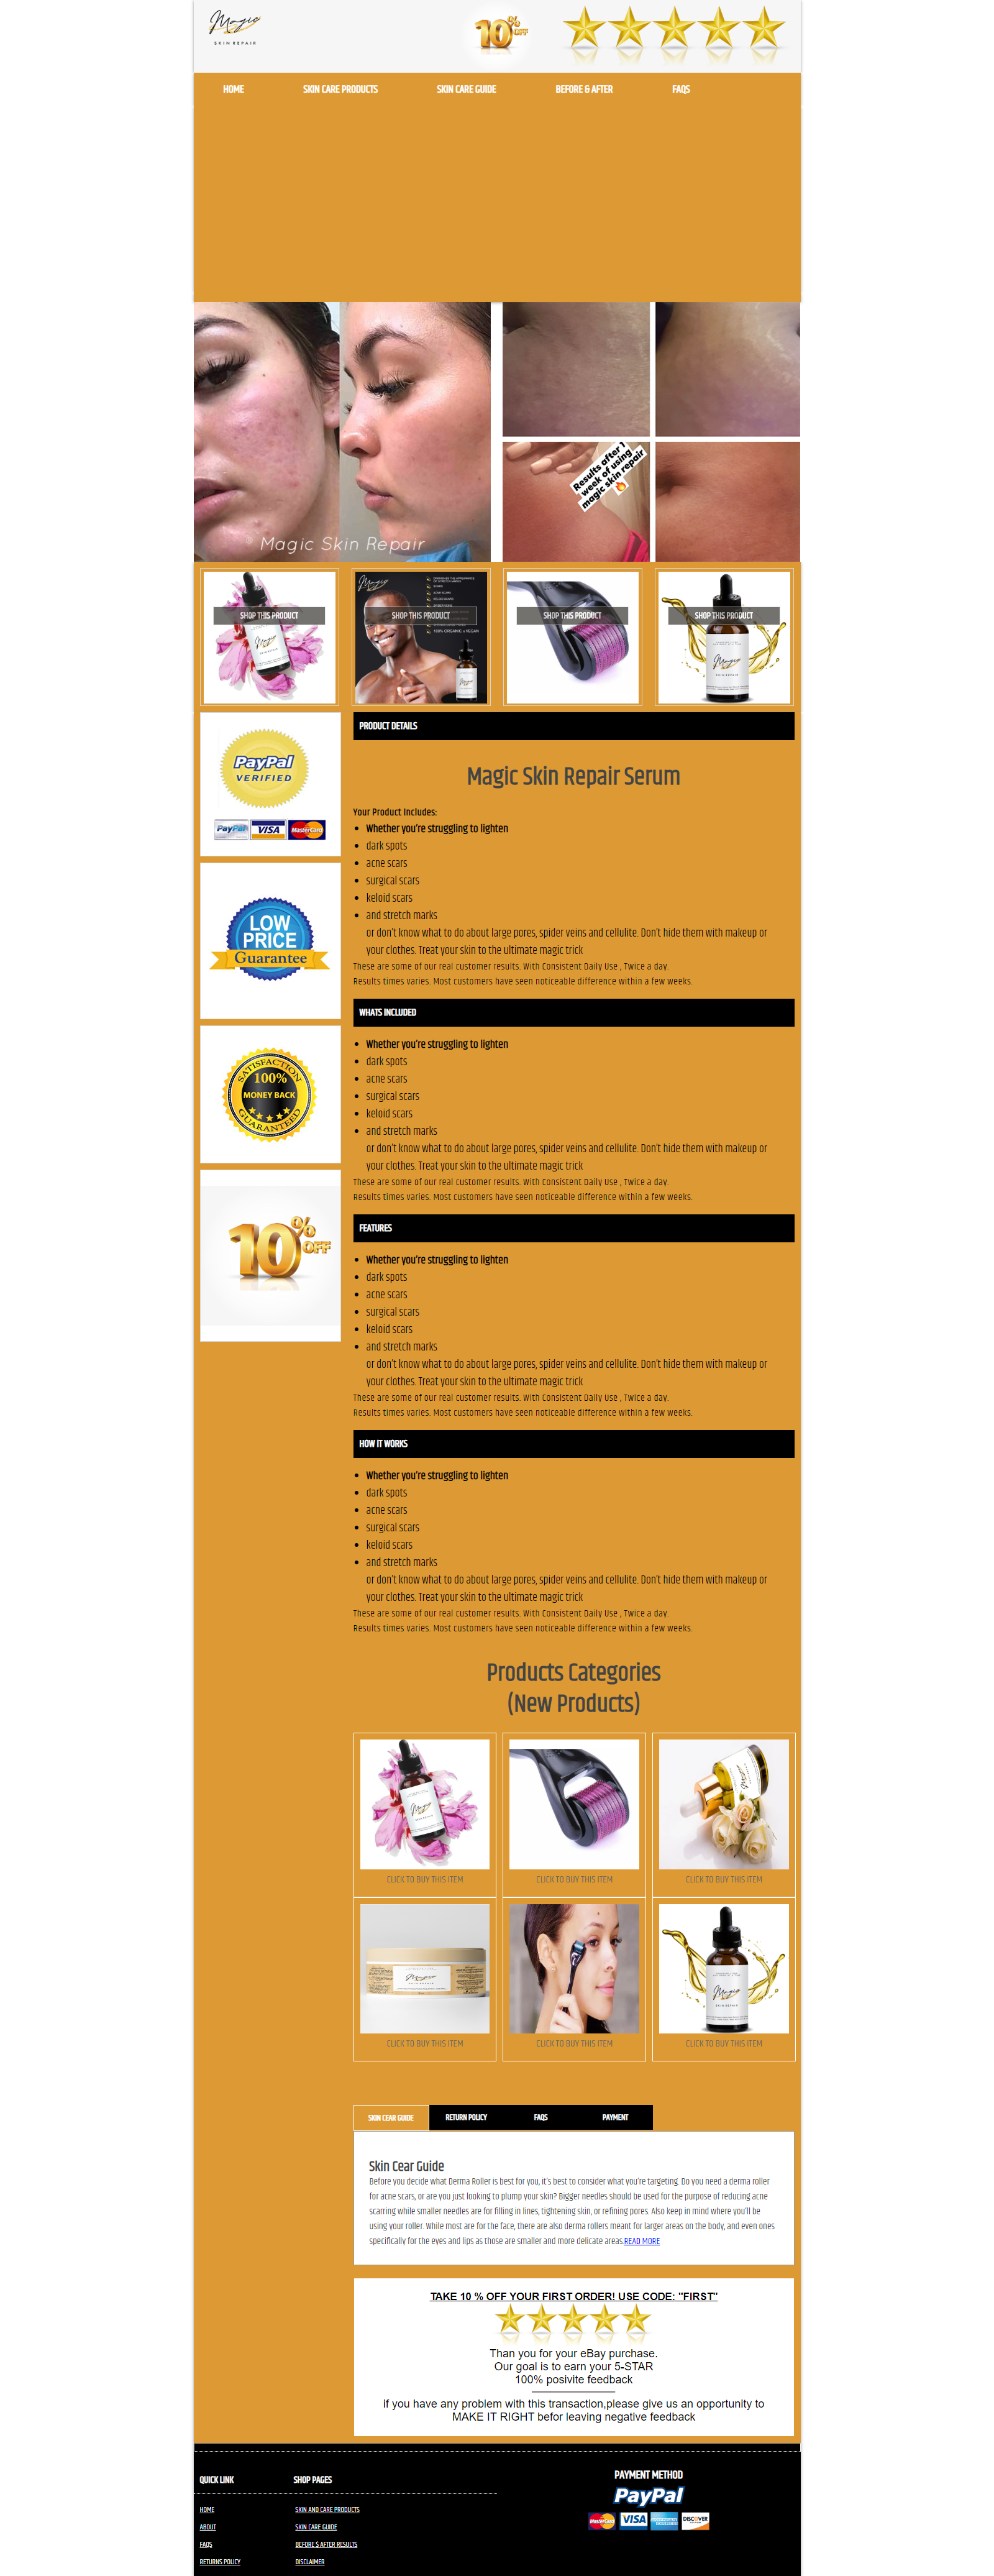 Magic
SKIN REPAIR
10% OFF
HOME SKIN CARE PRODUCTS SKIN CARE GUIDE BEFORE & AFTER FAQS
Results after 1
week of using
magic skin repair
Magic Skin Repair
SHOP THIS PRODUCT
SHOP THIS PRODUCT
SHOP THIS PRODUCT
SHOP THIS PRODUCT
Magic
SKIN REPAIR
Magic
100% ORGANIC, & VEGAN
Magic
SKIN REPAIR
PayPal
VERIFIED
PayPal VISA MasterCard
LOW
PRICE
Guarantee
SATISFACTION
100%
MONEY BACK
GUARANTEED
10% OFF
PRODUCT DETAILS
Magic Skin Repair Serum
Your Product Includes:
Whether you're struggling to lighten
dark spots
acne scars
surgical scars
keloid scars
and stretch marks
or don't know what to do about large pores, spider veins and cellulite. Don't hide them with makeup or
your clothes. Treat your skin to the ultimate magic trick
These are some of our real customer results. With Consistent Daily Use , Twice a day.
Results times varies. Most customers have seen noticeable difference within a few weeks.
WHATS INCLUDED
Whether you're struggling to lighten
dark spots
acne scars
surgical scars
keloid scars
and stretch marks
or don't know what to do about large pores, spider veins and cellulite. Don't hide them with makeup or
your clothes. Treat your skin to the ultimate magic trick
These are some of our real customer results. With Consistent Daily Use , Twice a day.
Results times varies. Most customers have seen noticeable difference within a few weeks.
FEATURES
Whether you're struggling to lighten
dark spots
acne scars
surgical scars
keloid scars
and stretch marks
or don't know what to do about large pores, spider veins and cellulite. Don't hide them with makeup or
your clothes. Treat your skin to the ultimate magic trick
These are some of our real customer results. With Consistent Daily Use , Twice a day.
Results times varies. Most customers have seen noticeable difference within a few weeks.
HOW IT WORKS
Whether you're struggling to lighten
dark spots
acne scars
surgical scars
keloid scars
and stretch marks
or don't know what to do about large pores, spider veins and cellulite. Don't hide them with makeup or
your clothes. Treat your skin to the ultimate magic trick
These are some of our real customer results. With Consistent Daily Use , Twice a day.
Results times varies. Most customers have seen noticeable difference within a few weeks.
Products Categories
(New Products)
Magic
SKIN REPAIR
Magic
CLICK TO BUY THIS ITEM CLICK TO BUY THIS ITEM CLICK TO BUY THIS ITEM
Magic
SKIN REPAIR
Magic
SKIN REPAIR
CLICK TO BUY THIS ITEM CLICK TO BUY THIS ITEM CLICK TO BUY THIS ITEM
SKIN CEAR GUIDE RETURN POLICY FAQS PAYMENT
Skin Cear Guide
Before you decide what Derma Roller is best for you, it's best to consider what you're targeting. Do you need a derma roller
for acne scars, or are you just looking to plump your skin? Bigger needles should be used for the purpose of reducing acne
scarring while smaller needles are for filling in lines, tightening skin, or refining pores. Also keep in mind where you'll be
using your roller. While most are for the face, there are also derma rollers meant for larger areas on the body, and even ones
specifically for the eyes and lips as those are smaller and more delicate areas.READ MORE
TAKE 10 % OFF YOUR FIRST ORDER! USE CODE: "FIRST"
Than you for your eBay purchase.
Our goal is to earn your 5-STAR
100% posivite feedback
if you have any problem with this transaction,please give us an opportunity to
MAKE IT RIGHT befor leaving negative feedback
QUICK LINK SHOP PAGES PAYMENT METHOD
PayPal
MasterCard VISA AMERICAN EXPRESS DISCOVER
HOME SKIN AND CARE PRODUCTS
ABOUT SKIN CARE GUIDE
FAQS BEFORE $ AFTER RESULTS
RETURNS POLICY DISCLAIMER